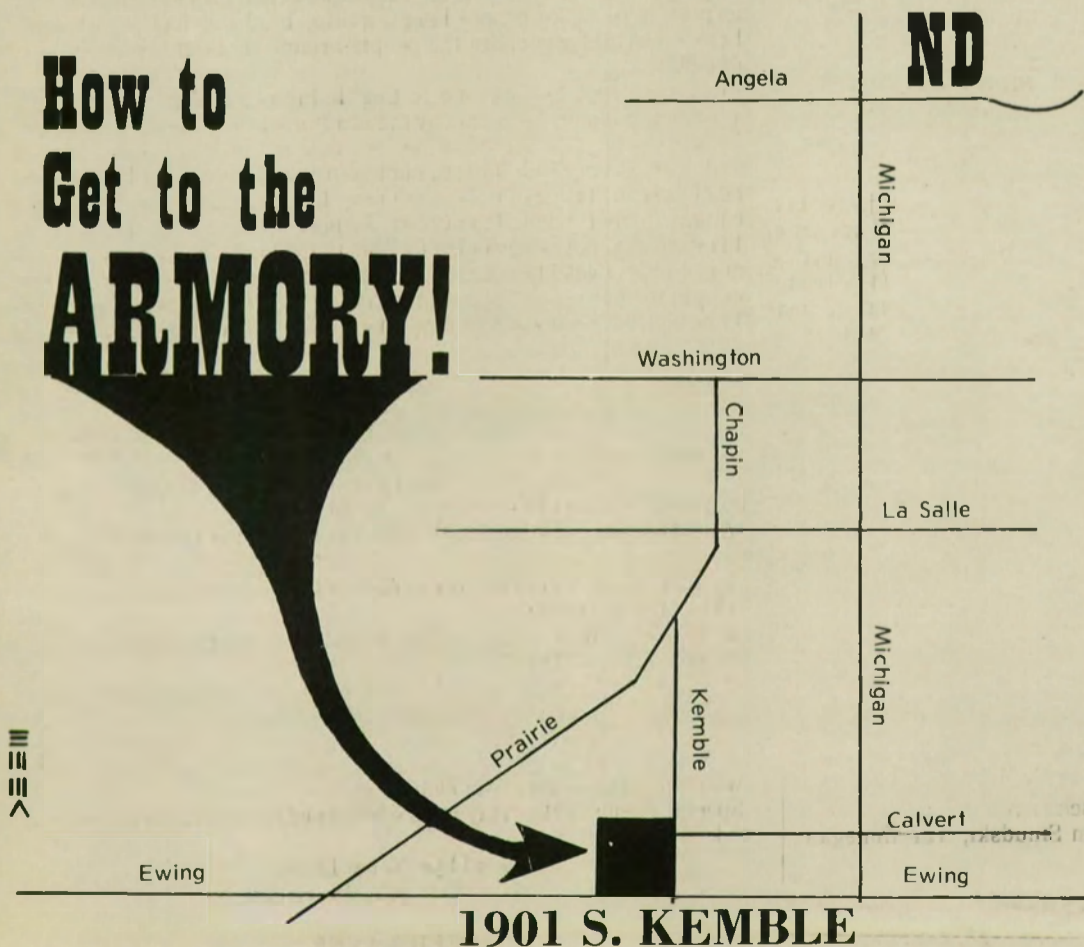 How to
Get to the
ARMORY!
ND
Angela
Michigan
Washington
Chapin
La Salle
Michigan
Kemble
Prairie
Calvert
Ewing
Ewing
1901 S. KEMBLE